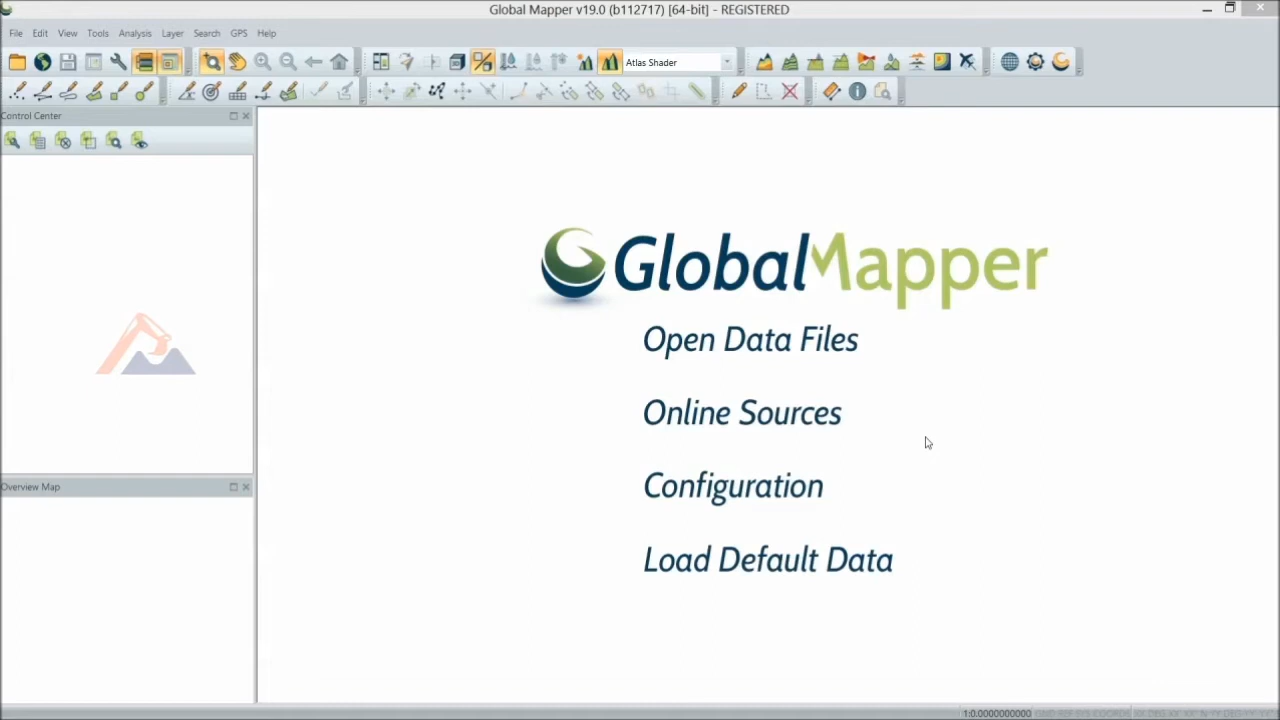 Global Mapper v19.0 (b112717) [64-bit] - REGISTERED
File Edit View Tools Analysis Layer Search GPS Help
Atlas Shader
Control Center
GlobalMapper
Open Data Files
Online Sources
Configuration
Load Default Data
Overview Map
1:0.0000000000